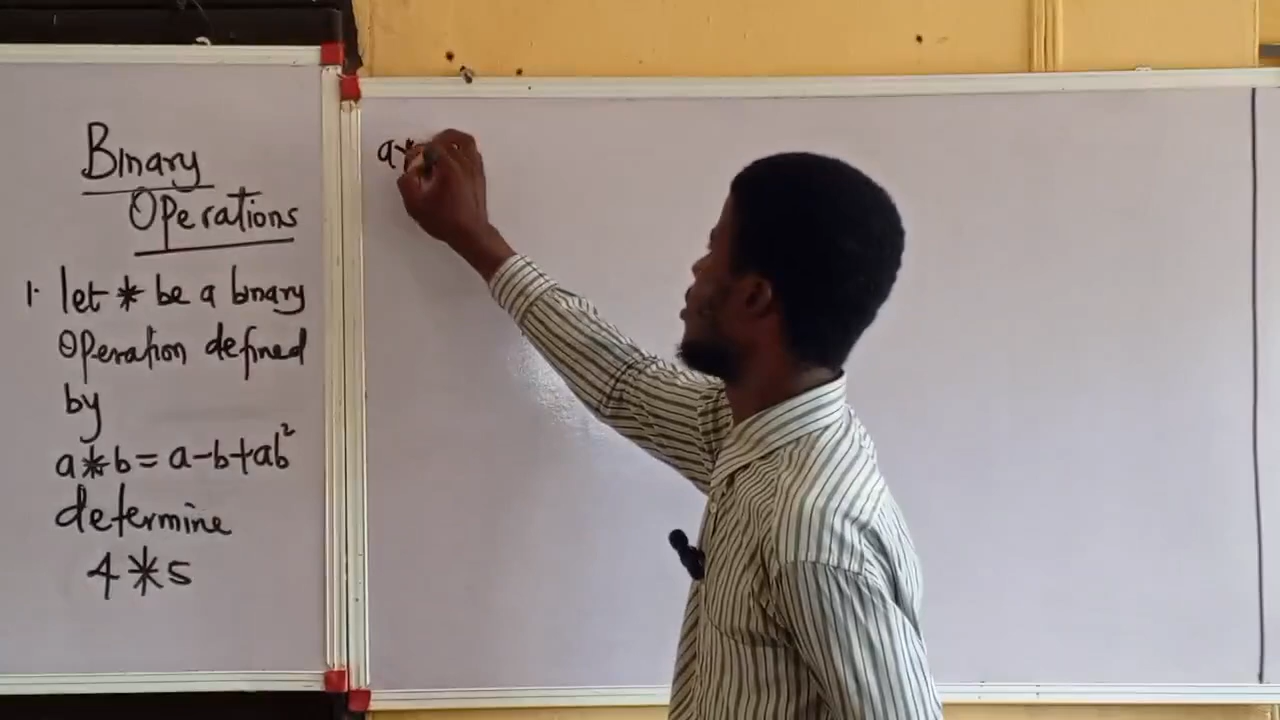 Binary
Operations
1. let * be a binary
Operation defined
by
a*b=a-b+ab²
determine
4*5
a*